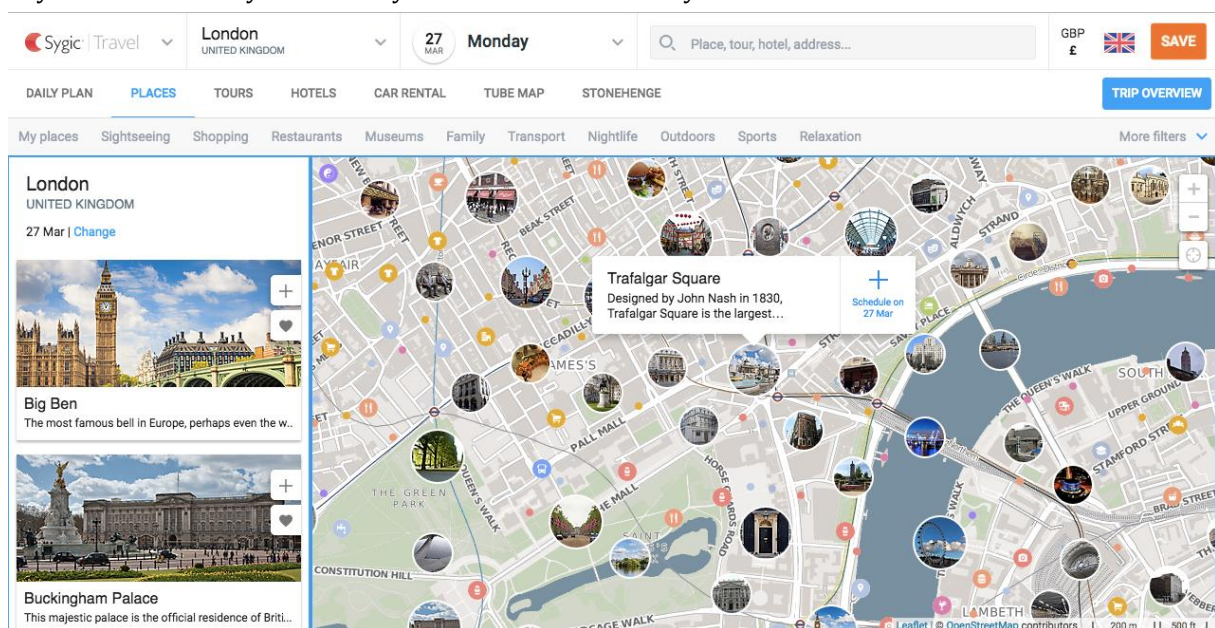 Sygic | Travel
London
UNITED KINGDOM
27
MAR
Monday
Place, tour, hotel, address...
GBP
£
SAVE
DAILY PLAN
PLACES
TOURS
HOTELS
CAR RENTAL
TUBE MAP
STONEHENGE
TRIP OVERVIEW
My places
Sightseeing
Shopping
Restaurants
Museums
Family
Transport
Nightlife
Outdoors
Sports
Relaxation
More filters
London
UNITED KINGDOM
27 Mar | Change
Big Ben
The most famous bell in Europe, perhaps even the w..
Buckingham Palace
This majestic palace is the official residence of Briti...
BEAK STREET
ALDWYCH
STRAND
Trafalgar Square
Designed by John Nash in 1830,
Trafalgar Square is the largest...
Schedule on
27 Mar
PALL MALL
THE GREEN
PARK
QUEEN'S WALK
THE MALL
HORSE
CONSTITUTION HILL
THE QUEEN'S WALK
SOUTH
UPPER GROUND
STAMFORD STR
LAMBETH
Leaflet | © OpenStreetMap contributors
200 m
500 ft